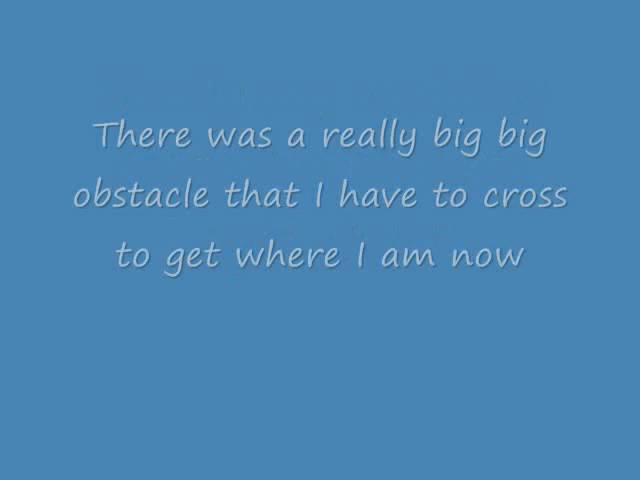 There was a really big big
obstacle that I have to cross
to get where I am now